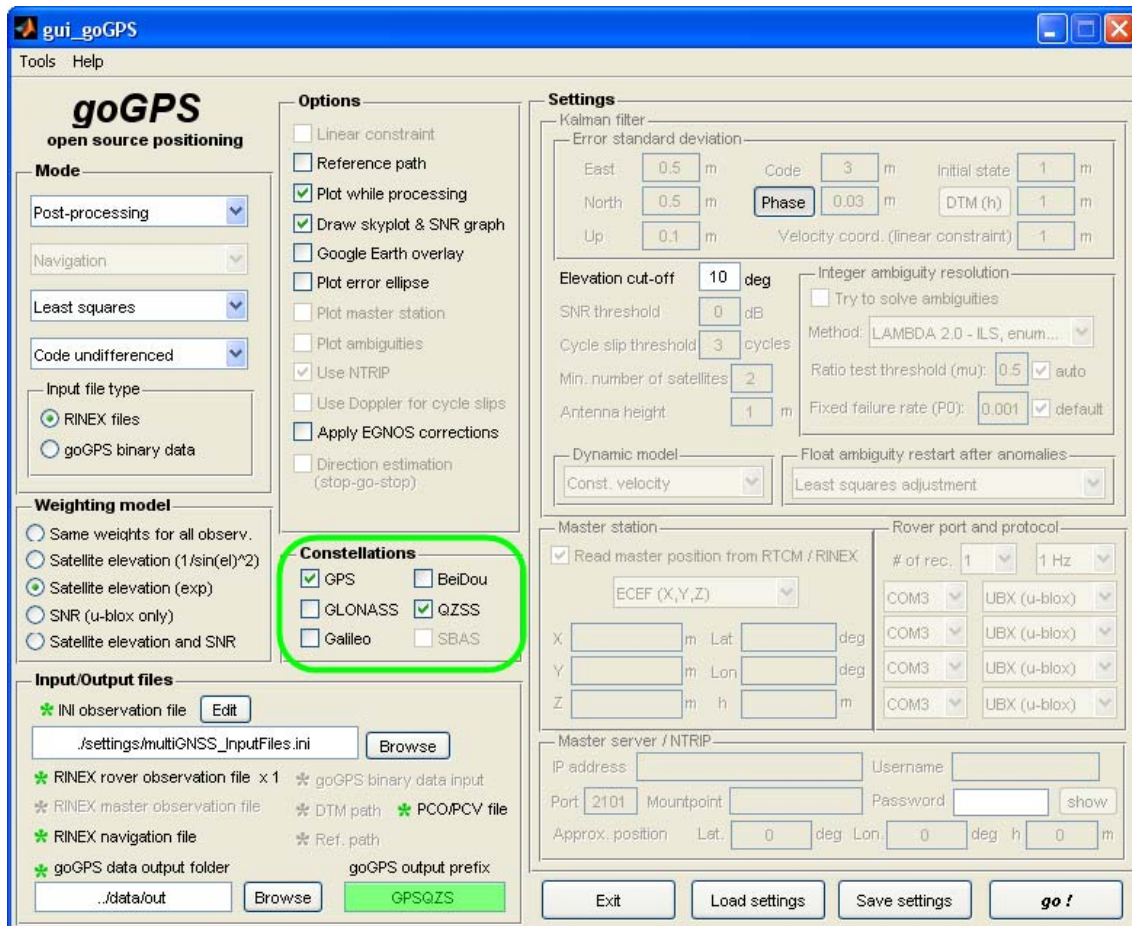 gui_goGPS
Tools Help
goGPS
open source positioning
Mode
Post-processing
Navigation
Least squares
Code undifferenced
Input file type
RINEX files
goGPS binary data
Weighting model
Same weights for all observ.
Satellite elevation (1/sin(el)^2)
Satellite elevation (exp)
SNR (u-blox only)
Satellite elevation and SNR
Options
Linear constraint
Reference path
Plot while processing
Draw skyplot & SNR graph
Google Earth overlay
Plot error ellipse
Plot master station
Plot ambiguities
Use NTRIP
Use Doppler for cycle slips
Apply EGNOS corrections
Direction estimation
(stop-go-stop)
Constellations
GPS BeiDou
GLONASS QZSS
Galileo SBAS
Input/Output files
INI observation file Edit
./settings/multiGNSS_InputFiles.ini Browse
RINEX rover observation file x 1 goGPS binary data input
RINEX master observation file DTM path PCO/PCV file
RINEX navigation file Ref. path
goGPS data output folder goGPS output prefix
../data/out Browse GPSQZS
Settings
Kalman filter
Error standard deviation
East 0.5 m Code 3 m Initial state 1 m
North 0.5 m Phase 0.03 m DTM (h) 1 m
Up 0.1 m Velocity coord. (linear constraint) 1 m
Elevation cut-off 10 deg
SNR threshold 0 dB
Cycle slip threshold 3 cycles
Min. number of satellites 2
Antenna height 1 m
Integer ambiguity resolution
Try to solve ambiguities
Method: LAMBDA 2.0 - ILS, enum...
Ratio test threshold (mu): 0.5 auto
Fixed failure rate (P0): 0.001 default
Dynamic model
Const. velocity
Float ambiguity restart after anomalies
Least squares adjustment
Master station
Read master position from RTCM / RINEX
ECEF (X,Y,Z)
X m Lat deg
Y m Lon deg
Z m h m
Rover port and protocol
# of rec. 1 1 Hz
COM3 UBX (u-blox)
COM3 UBX (u-blox)
COM3 UBX (u-blox)
COM3 UBX (u-blox)
Master server / NTRIP
IP address Username
Port 2101 Mountpoint Password show
Approx. position Lat. 0 deg Lon. 0 deg h 0 m
Exit Load settings Save settings go !